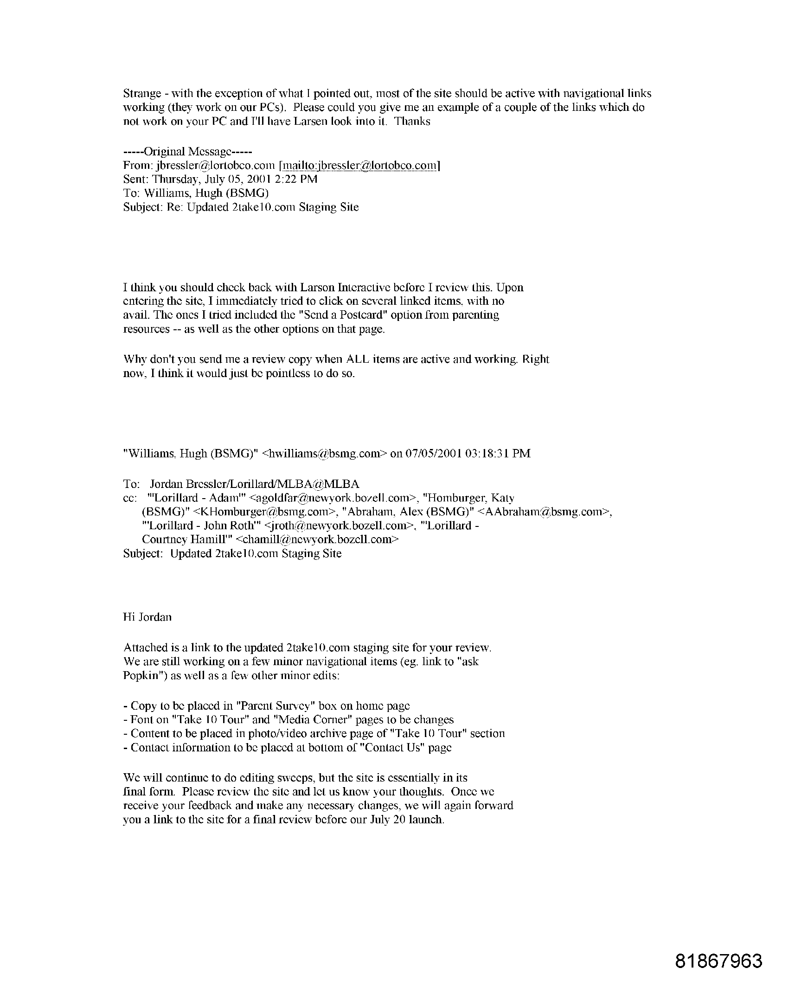 Strange - with the exception of what I pointed out, most of the site should be active with navigational links
working (they work on our PCs).  Please could you give me an example of a couple of the links which do
not work on your PC and I'll have Larsen look into it.  Thanks
-----Original Message-----
From: jbressler@lortobco.com [mailto:jbressler@lortobco.com]
Sent: Thursday, July 05, 2001 2:22 PM
To: Williams, Hugh (BSMG)
Subject: Re: Updated 2take10.com Staging Site
I think you should check back with Larson Interactive before I review this. Upon
entering the site, I immediately tried to click on several linked items, with no
avail. The ones I tried included the "Send a Postcard" option from parenting
resources -- as well as the other options on that page.
Why don't you send me a review copy when ALL items are active and working. Right
now, I think it would just be pointless to do so.
"Williams, Hugh (BSMG)" <hwilliams@bsmg.com> on 07/05/2001 03:18:31 PM
To:   Jordan Bressler/Lorillard/MLBA@MLBA
cc:   "'Lorillard - Adam'" <agoldfar@newyork.bozell.com>, "Homburger, Katy
(BSMG)" <KHomburger@bsmg.com>, "Abraham, Alex (BSMG)" <AAbraham@bsmg.com>,
"'Lorillard - John Roth'" <jroth@newyork.bozell.com>, "'Lorillard -
Courtney Hamill'" <chamill@newyork.bozell.com>
Subject:  Updated 2take10.com Staging Site
Hi Jordan
Attached is a link to the updated 2take10.com staging site for your review.
We are still working on a few minor navigational items (eg. link to "ask
Popkin") as well as a few other minor edits:
- Copy to be placed in "Parent Survey" box on home page
- Font on "Take 10 Tour" and "Media Corner" pages to be changes
- Content to be placed in photo/video archive page of "Take 10 Tour" section
- Contact information to be placed at bottom of "Contact Us" page
We will continue to do editing sweeps, but the site is essentially in its
final form.  Please review the site and let us know your thoughts.  Once we
receive your feedback and make any necessary changes, we will again forward
you a link to the site for a final review before our July 20 launch.
81867963